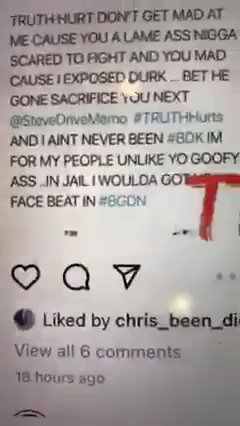 TRUTH HURT DON'T GET MAD AT
ME CAUSE YOU A LAME ASS NIGGA
SCARED TO FIGHT AND YOU MAD
CAUSE I EXPOSED DURK ... BET HE
GONE SACRIFICE YOU NEXT
@SteveDriveMemo #TRUTHHurts
AND I AINT NEVER BEEN #BDK IM
FOR MY PEOPLE UNLIKE YO GOOFY
ASS ..IN JAIL I WOULDA GOT
FACE BEAT IN #BGDN
T
Liked by chris_been_di
View all 6 comments
18 hours ago